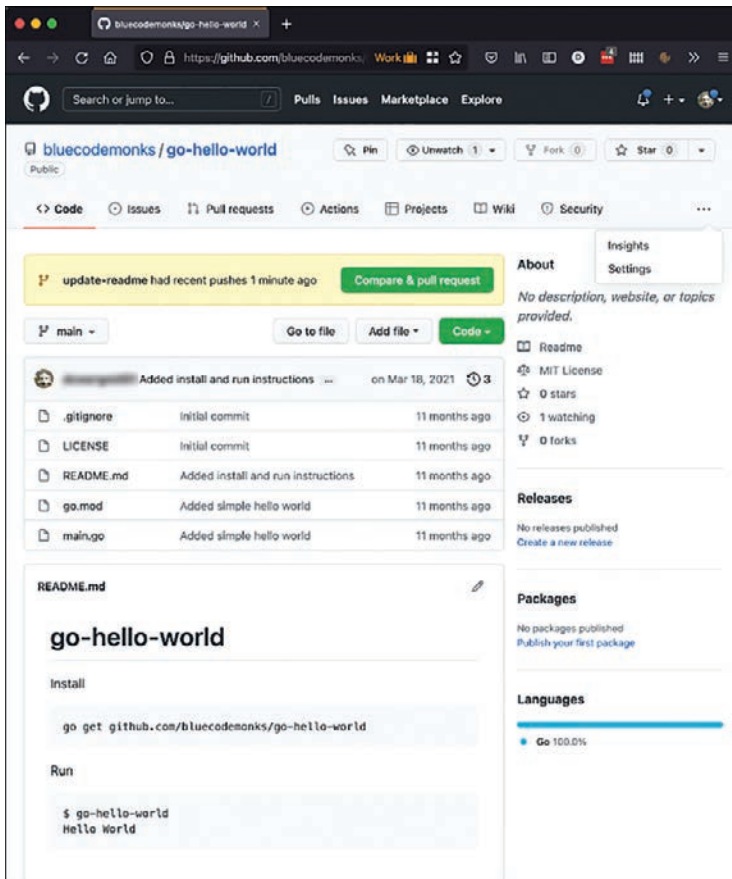 bluecodemonks/go-hello-world
https://github.com/bluecodemonks/ Work
4
Search or jump to... /
Pulls Issues Marketplace Explore
bluecodemonks / go-hello-world
Pin Unwatch 1 Fork 0 Star 0
Public
Code Issues Pull requests Actions Projects Wiki Security ...
Insights
Settings
update-readme had recent pushes 1 minute ago Compare & pull request
main Go to file Add file Code
Added install and run instructions ... on Mar 18, 2021 3
.gitignore Initial commit 11 months ago
LICENSE Initial commit 11 months ago
README.md Added install and run instructions 11 months ago
go.mod Added simple hello world 11 months ago
main.go Added simple hello world 11 months ago
README.md
go-hello-world
Install
go get github.com/bluecodemonks/go-hello-world
Run
$ go-hello-world
Hello World
About
No description, website, or topics
provided.
Readme
MIT License
0 stars
1 watching
0 forks
Releases
No releases published
Create a new release
Packages
No packages published
Publish your first package
Languages
Go 100.0%